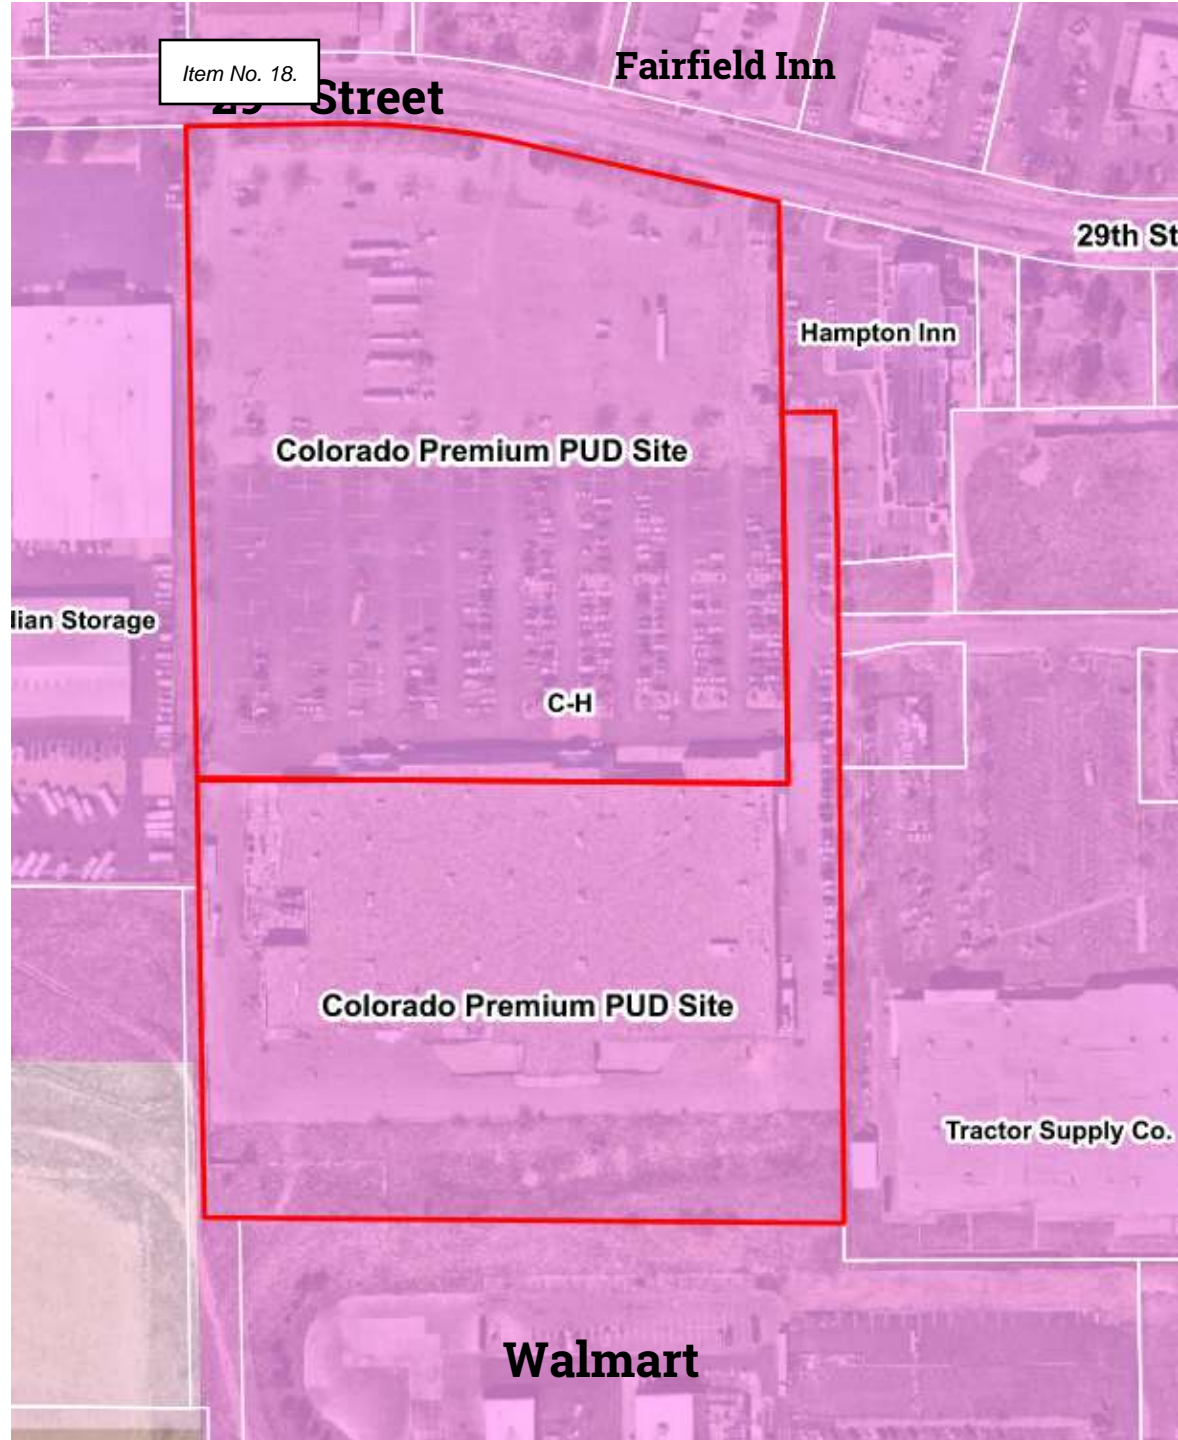 Fairfield Inn
Item No. 18.
Street
29th St
Hampton Inn
Colorado Premium PUD Site
Storage
C-H
Colorado Premium PUD Site
Tractor Supply Co.
Walmart